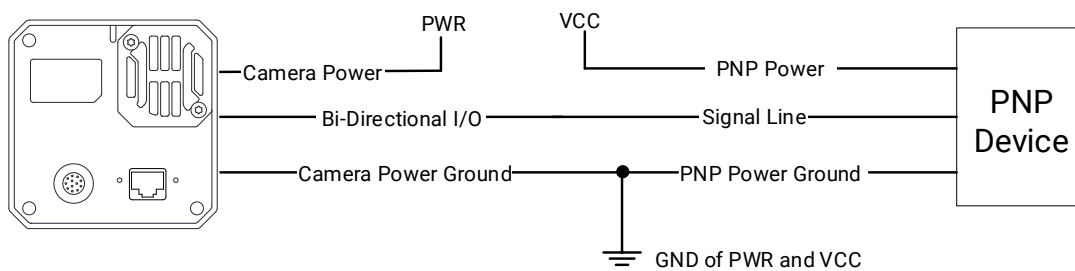 PWR
VCC
Camera Power
PNP Power
Bi-Directional I/O
Signal Line
Camera Power Ground
PNP Power Ground
PNP
Device
GND of PWR and VCC